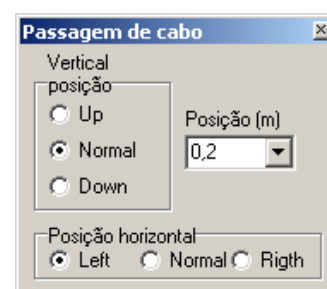 Passagem de cabo
Vertical
posição
Up
Posição (m)
Normal
0,2
Down
Posição horizontal
Left Normal Rigth